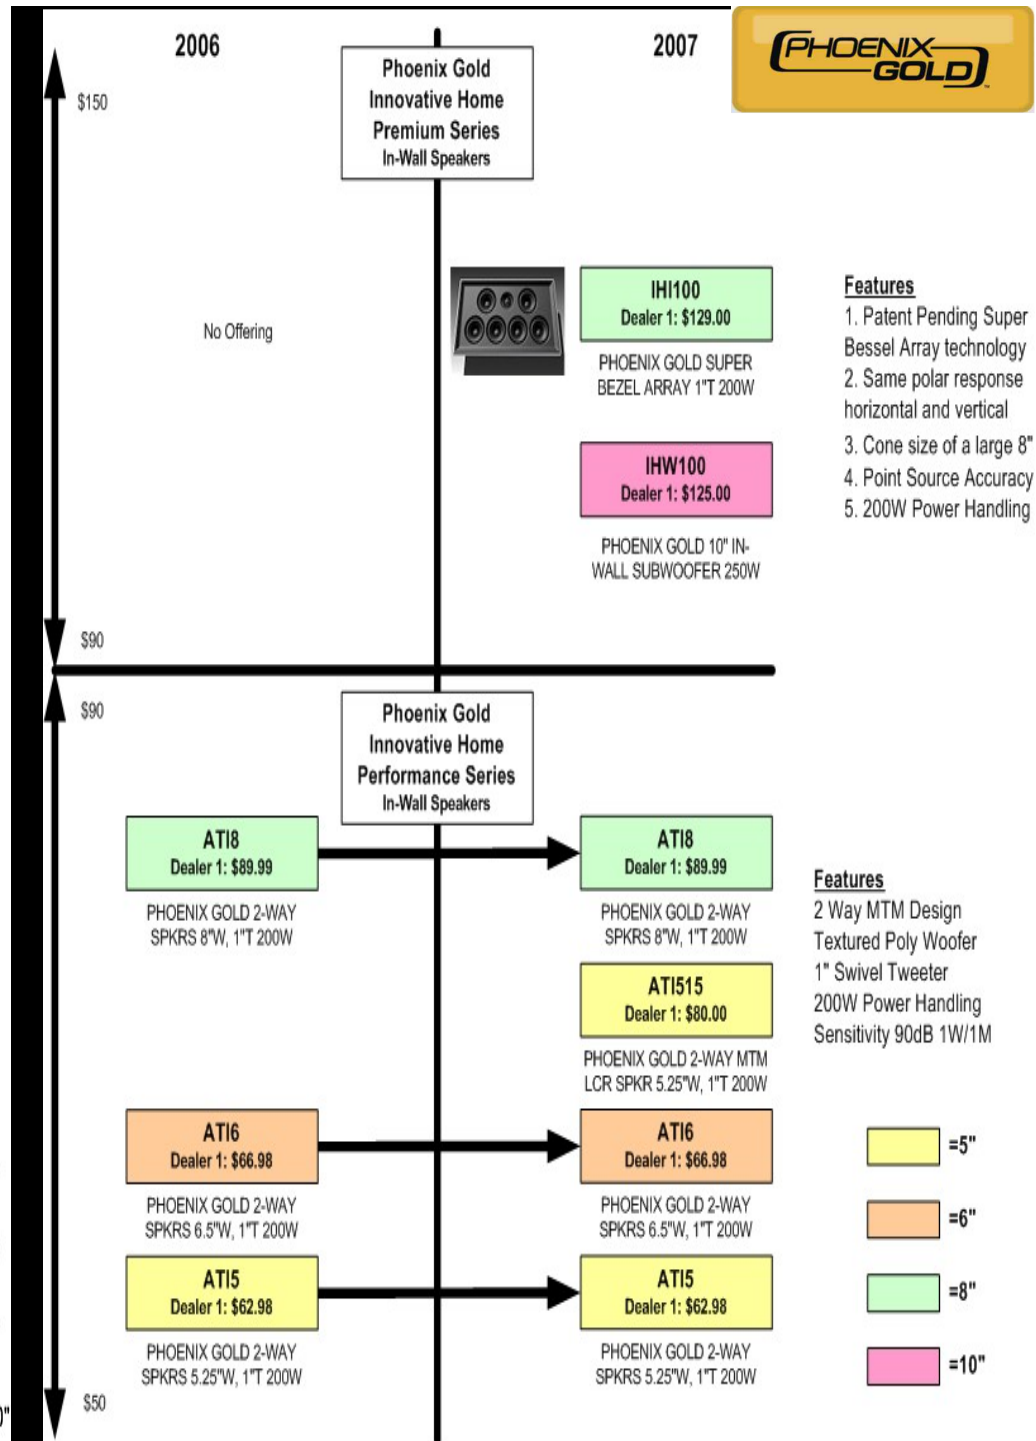 2006
2007
PHOENIX
GOLD
$150
Phoenix Gold
Innovative Home
Premium Series
In-Wall Speakers
No Offering
IHI100
Dealer 1: $129.00
PHOENIX GOLD SUPER
BEZEL ARRAY 1"T 200W
IHW100
Dealer 1: $125.00
PHOENIX GOLD 10" IN-
WALL SUBWOOFER 250W
Features
1. Patent Pending Super
Bessel Array technology
2. Same polar response
horizontal and vertical
3. Cone size of a large 8"
4. Point Source Accuracy
5. 200W Power Handling
$90
$90
Phoenix Gold
Innovative Home
Performance Series
In-Wall Speakers
ATI8
Dealer 1: $89.99
PHOENIX GOLD 2-WAY
SPKRS 8"W, 1"T 200W
ATI8
Dealer 1: $89.99
PHOENIX GOLD 2-WAY
SPKRS 8"W, 1"T 200W
ATI515
Dealer 1: $80.00
PHOENIX GOLD 2-WAY MTM
LCR SPKR 5.25"W, 1"T 200W
Features
2 Way MTM Design
Textured Poly Woofer
1" Swivel Tweeter
200W Power Handling
Sensitivity 90dB 1W/1M
ATI6
Dealer 1: $66.98
PHOENIX GOLD 2-WAY
SPKRS 6.5"W, 1"T 200W
ATI6
Dealer 1: $66.98
PHOENIX GOLD 2-WAY
SPKRS 6.5"W, 1"T 200W
ATI5
Dealer 1: $62.98
PHOENIX GOLD 2-WAY
SPKRS 5.25"W, 1"T 200W
ATI5
Dealer 1: $62.98
PHOENIX GOLD 2-WAY
SPKRS 5.25"W, 1"T 200W
=5"
=6"
=8"
=10"
$50